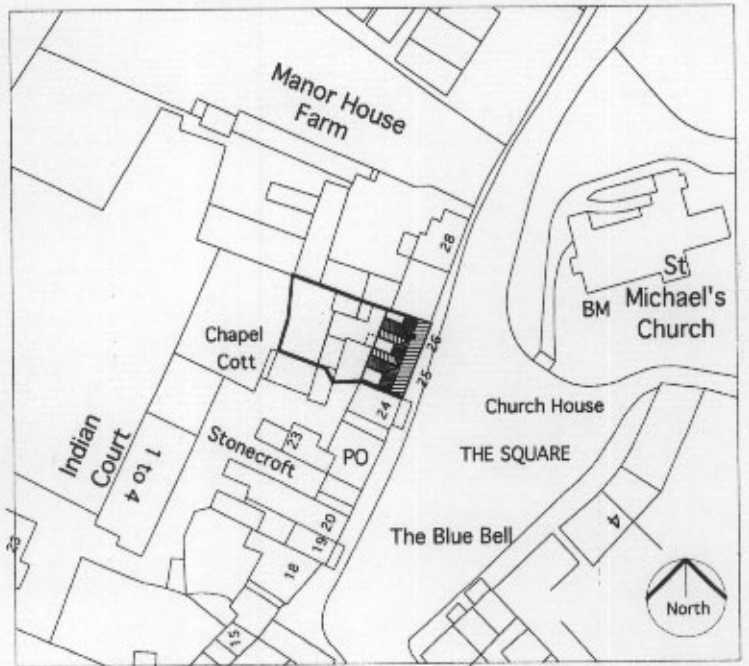 Manor House
Farm
28
St
Michael's
Church
BM
26
25
Chapel
Cott
24
Church House
23
Stonecroft
PO
THE SQUARE
Indian
Court
1 to 4
20
19
18
The Blue Bell
4
23
15
North